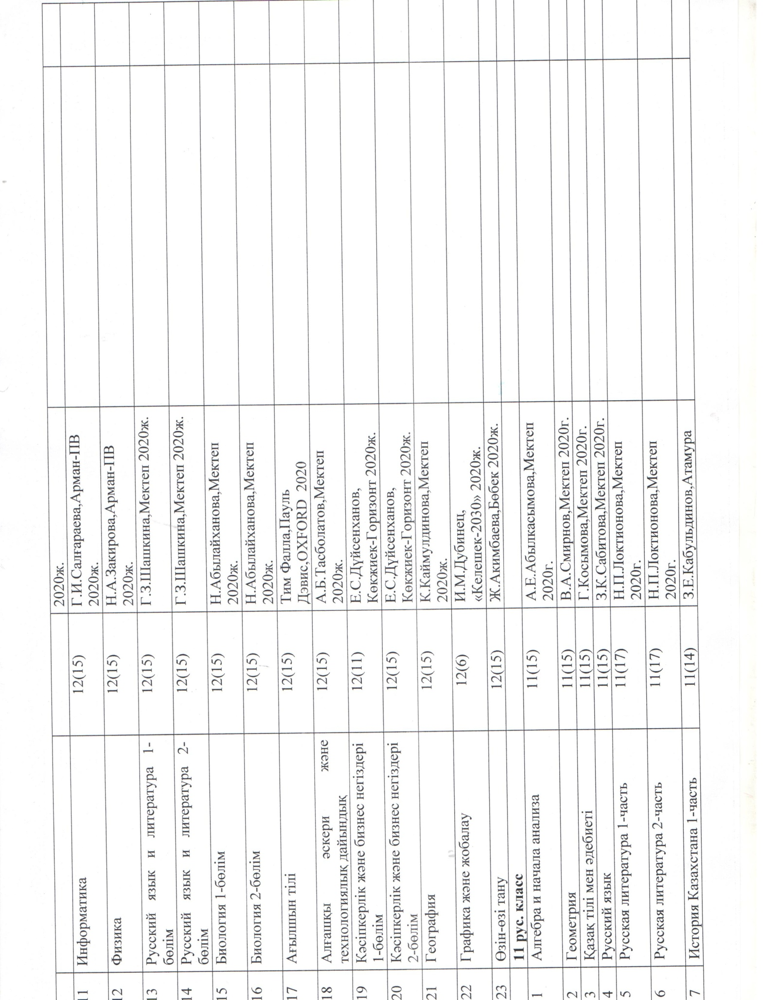 2020ж.
11 Информатика 12(15) Г.И.Салғараева,Арман-ПВ
2020ж.
12 Физика 12(15) Н.А.Закирова,Арман-ПВ
2020ж.
13 Русский язык и литература 1- 12(15) Г.З.Шашкина,Мектеп 2020ж.
бөлім
14 Русский язык и литература 2- 12(15) Г.З.Шашкина,Мектеп 2020ж.
бөлім
15 Биология 1-бөлім 12(15) Н.Абылайханова,Мектеп
2020ж.
16 Биология 2-бөлім 12(15) Н.Абылайханова,Мектеп
2020ж.
17 Ағылшын тілі 12(15) Тим Фалла,Пауль
Дэвис,OXFORD 2020
18 Алғашқы әскери және 12(15) А.Б.Тасболатов,Мектеп
технологиялық дайындық 2020ж.
19 Кәсіпкерлік және бизнес негіздері 12(11) Е.С.Дүйсенханов,
1-бөлім Көкжиек-Горизонт 2020ж.
20 Кәсіпкерлік және бизнес негіздері 12(15) Е.С.Дүйсенханов,
2-бөлім Көкжиек-Горизонт 2020ж.
21 География 12(15) К.Каймулдинова,Мектеп
2020ж.
22 Графика және жобалау 12(6) И.М.Дубинец,
«Келешек-2030» 2020ж.
23 Өзін-өзі тану 12(15) Ж.Акимбаева,Бөбек 2020ж.
11 рус. класс
1 Алгебра и начала анализа 11(15) А.Е.Абылкасымова,Мектеп
2020г.
2 Геометрия 11(15) В.А.Смирнов,Мектеп 2020г.
3 Қазақ тілі мен әдебиеті 11(15) Г.Косымова,Мектеп 2020г.
4 Русский язык 11(15) З.К.Сабитова,Мектеп 2020г.
5 Русская литература 1-часть 11(17) Н.П.Локтионова,Мектеп
2020г.
6 Русская литература 2-часть 11(17) Н.П.Локтионова,Мектеп
2020г.
7 История Казахстана 1-часть 11(14) З.Е.Кабульдинов,Атамура